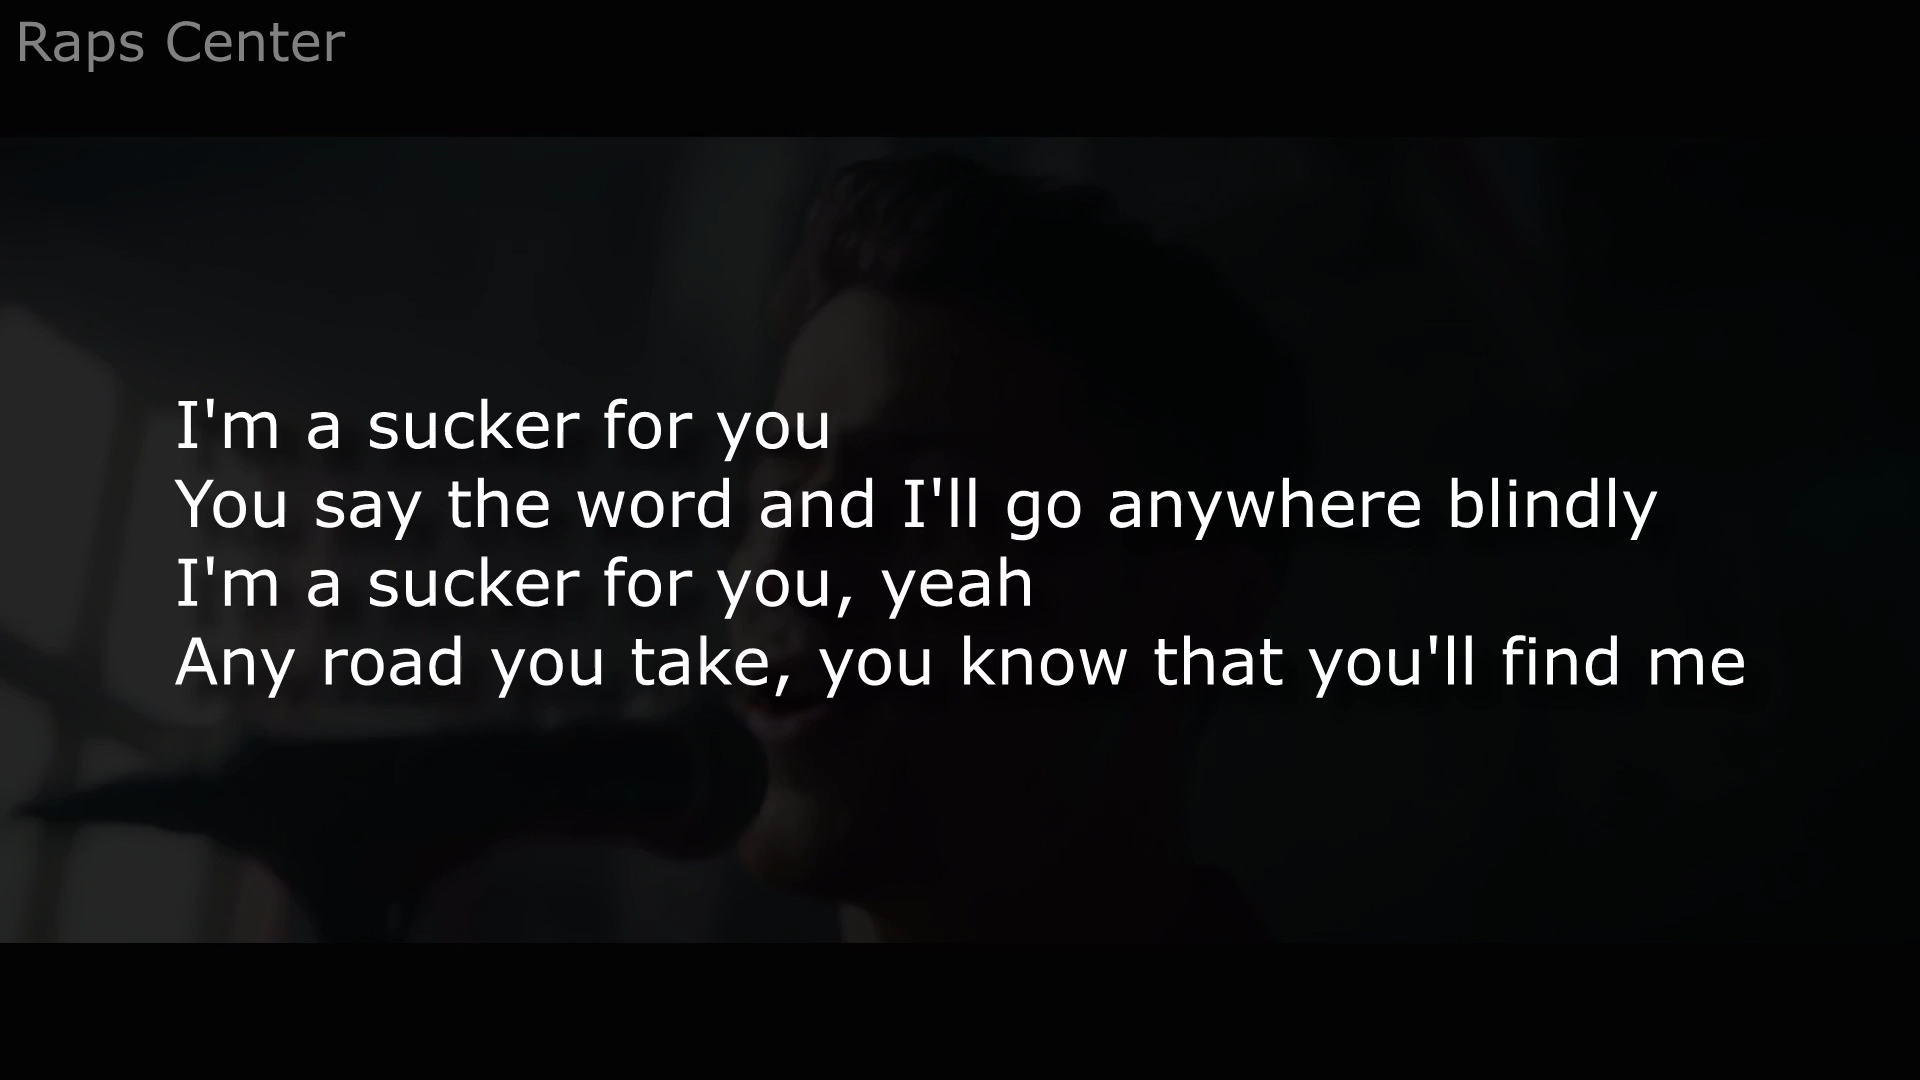 Raps Center
I'm a sucker for you
You say the word and I'll go anywhere blindly
I'm a sucker for you, yeah
Any road you take, you know that you'll find me